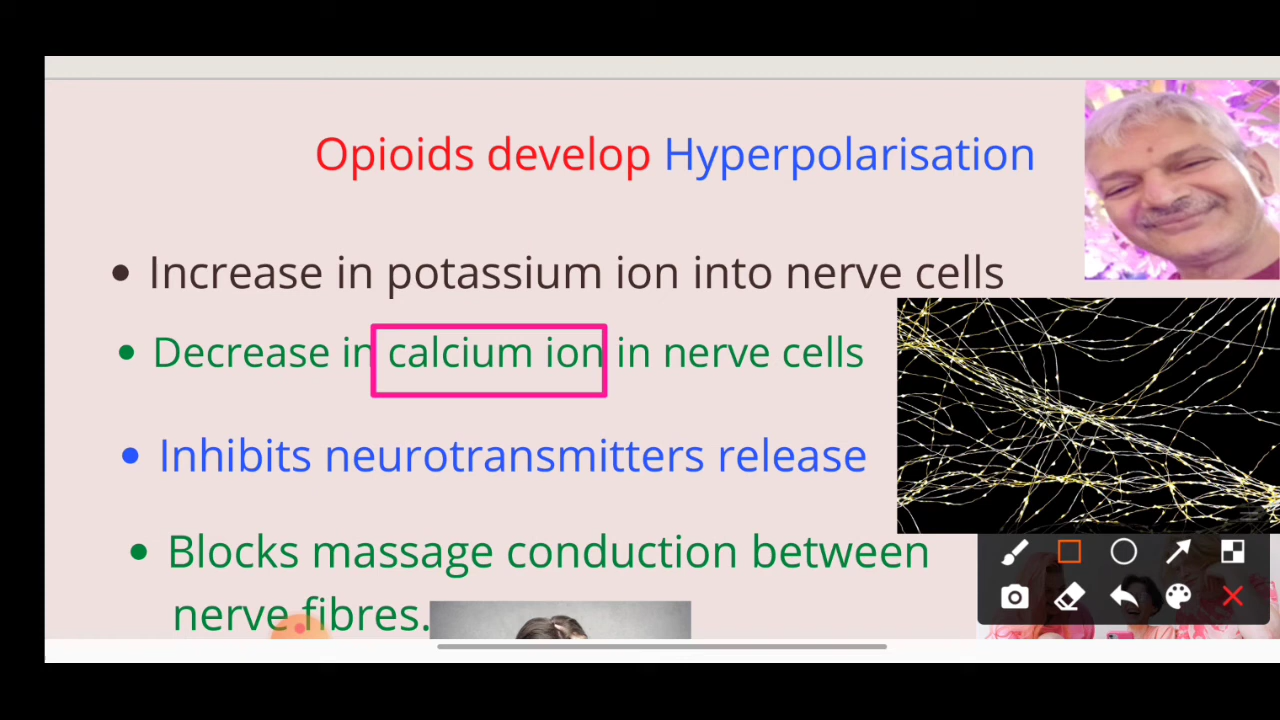 Opioids develop Hyperpolarisation
• Increase in potassium ion into nerve cells
• Decrease in calcium ion in nerve cells
• Inhibits neurotransmitters release
• Blocks massage conduction between
nerve fibres.